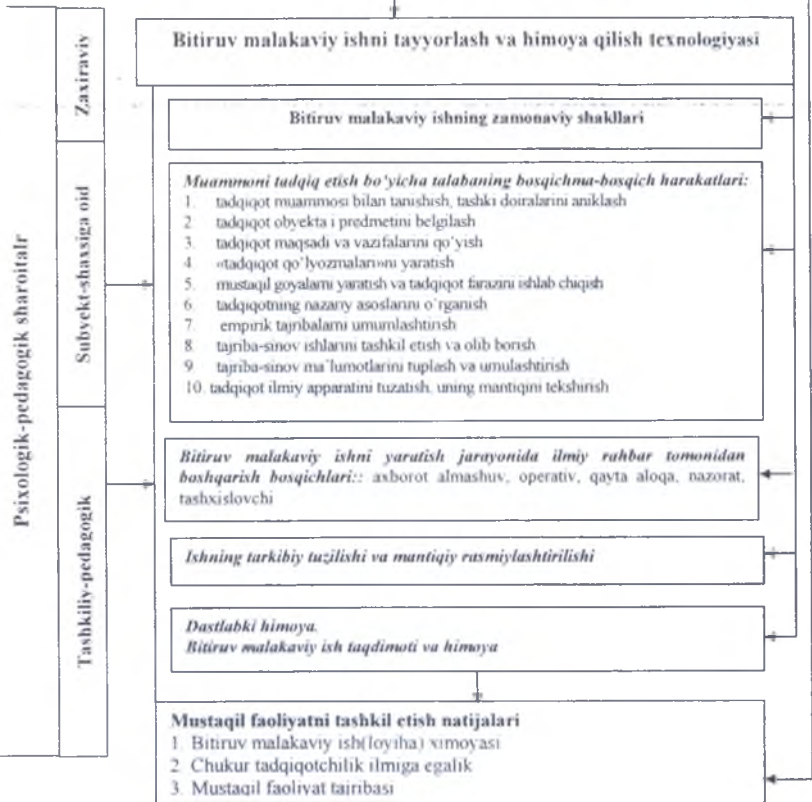 Psixologik-pedagogik sharoitalr
Zaxiraviy
Subyekt-shaxsiga oid
Tashkiliy-pedagogik
Bitiruv malakaviy ishni tayyorlash va himoya qilish texnologiyasi
Bitiruv malakaviy ishning zamonaviy shakllari
Muammoni tadqiq etish bo'yicha talabaning bosqichma-bosqich harakatlari:
1. tadqiqot muammosi bilan tanishish, tashki doiralarini aniklash
2 tadqiqot obyekta i predmetini belgilash
3. tadqiqot maqsadi va vazifalarini qo'yish
4 «tadqiqot qo'lyozmalari»ni yaratish
5. mustaqil goyalarni yaratish va tadqiqot farazini ishlab chiqish
6 tadqiqotning nazariy asoslarini o'rganish
7 empirik tajribalarni umumlashtirish
8 tajriba-sinov ishlarini tashkil etish va olib borish
9 tajriba-sinov ma'lumotlarini tuplash va umulashtirish
10. tadqiqot ilmiy apparatini tuzatish, uning mantiqini tekshirish
Bitiruv malakaviy ishni yaratish jarayonida ilmiy rahbar tomonidan
boshqarish bosqichlari:: axborot almashuv, operativ, qayta aloqa, nazorat,
tashxislovchi
Ishning tarkibiy tuzilishi va mantiqiy rasmiylashtirilishi
Dastlabki himoya.
Bitiruv malakaviy ish taqdimoti va himoya
Mustaqil faoliyatni tashkil etish natijalari
1. Bitiruv malakaviy ish(loyiha) ximoyasi
2. Chukur tadqiqotchilik ilmiga egalik
3. Mustaqil faoliyat tajribasi